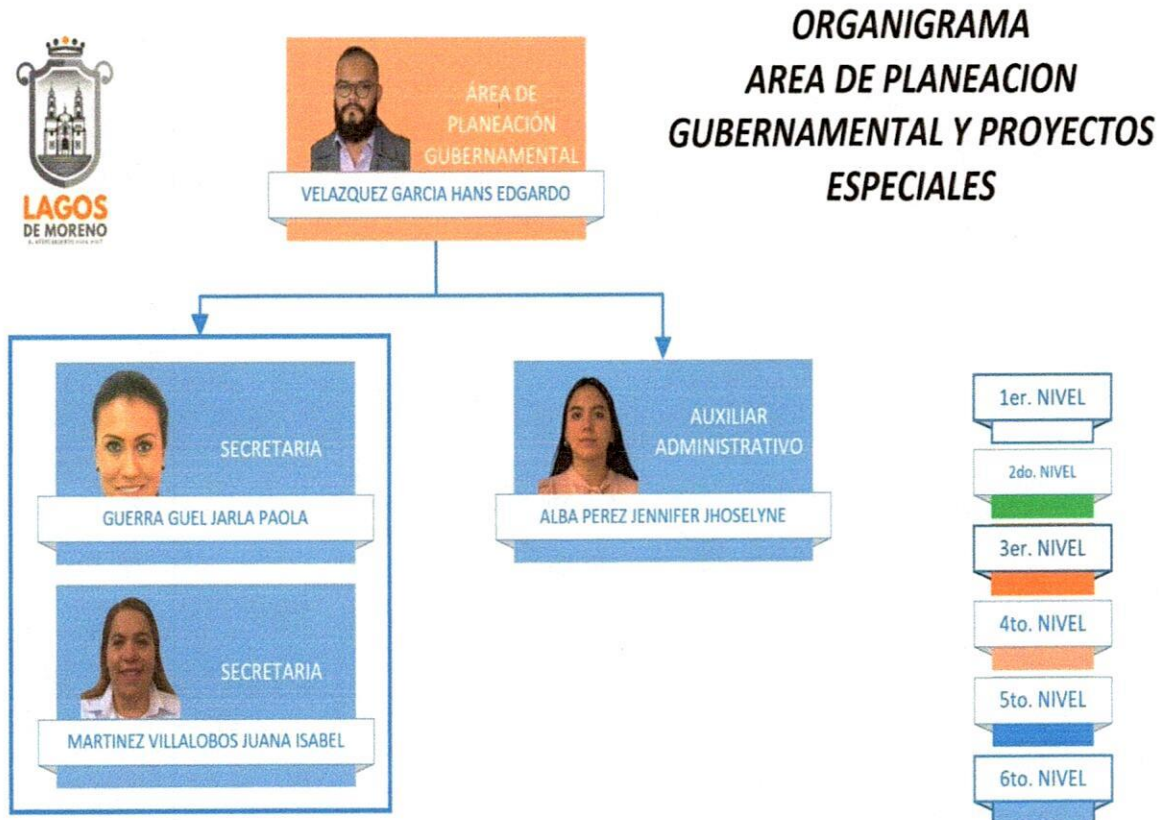 ORGANIGRAMA
AREA DE PLANEACION
GUBERNAMENTAL Y PROYECTOS
ESPECIALES
LAGOS
DE MORENO
ÁREA DE
PLANEACIÓN
GUBERNAMENTAL
VELAZQUEZ GARCIA HANS EDGARDO
SECRETARIA
GUERRA GUEL JARLA PAOLA
SECRETARIA
MARTINEZ VILLALOBOS JUANA ISABEL
AUXILIAR
ADMINISTRATIVO
ALBA PEREZ JENNIFER JHOSELYNE
1er. NIVEL
2do. NIVEL
3er. NIVEL
4to. NIVEL
5to. NIVEL
6to. NIVEL